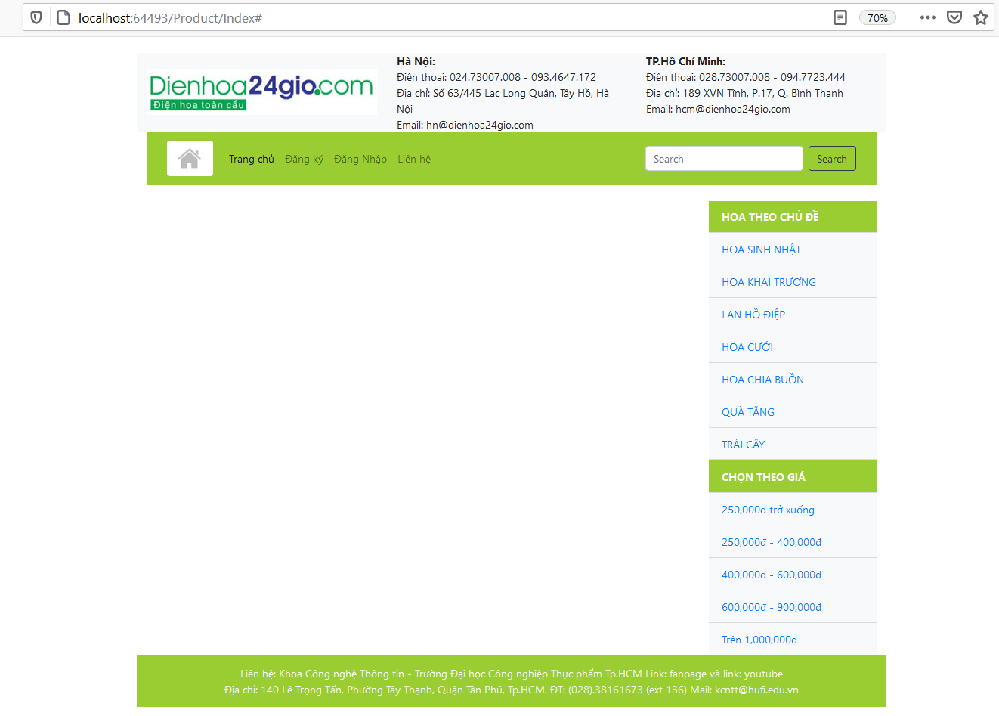 localhost:64493/Product/Index#
70%
Dienhoa24gio.com
Điện hoa toàn cầu
Hà Nội:
Điện thoại: 024.73007.008 - 093.4647.172
Địa chỉ: Số 63/445 Lạc Long Quân, Tây Hồ, Hà
Nội
Email: hn@dienhoa24gio.com
TP.Hồ Chí Minh:
Điện thoại: 028.73007.008 - 094.7723.444
Địa chỉ: 189 XVN Tĩnh, P.17, Q. Bình Thạnh
Email: hcm@dienhoa24gio.com
Trang chủ Đăng ký Đăng Nhập Liên hệ
Search Search
HOA THEO CHỦ ĐỀ
HOA SINH NHẬT
HOA KHAI TRƯƠNG
LAN HỒ ĐIỆP
HOA CƯỚI
HOA CHIA BUỒN
QUÀ TẶNG
TRÁI CÂY
CHỌN THEO GIÁ
250,000đ trở xuống
250,000đ - 400,000đ
400,000đ - 600,000đ
600,000đ - 900,000đ
Trên 1,000,000đ
Liên hệ: Khoa Công nghệ Thông tin - Trường Đại học Công nghiệp Thực phẩm Tp.HCM Link: fanpage và link: youtube
Địa chỉ: 140 Lê Trọng Tấn, Phường Tây Thạnh, Quận Tân Phú, Tp.HCM. ĐT: (028).38161673 (ext 136) Mail: kcntt@hufi.edu.vn